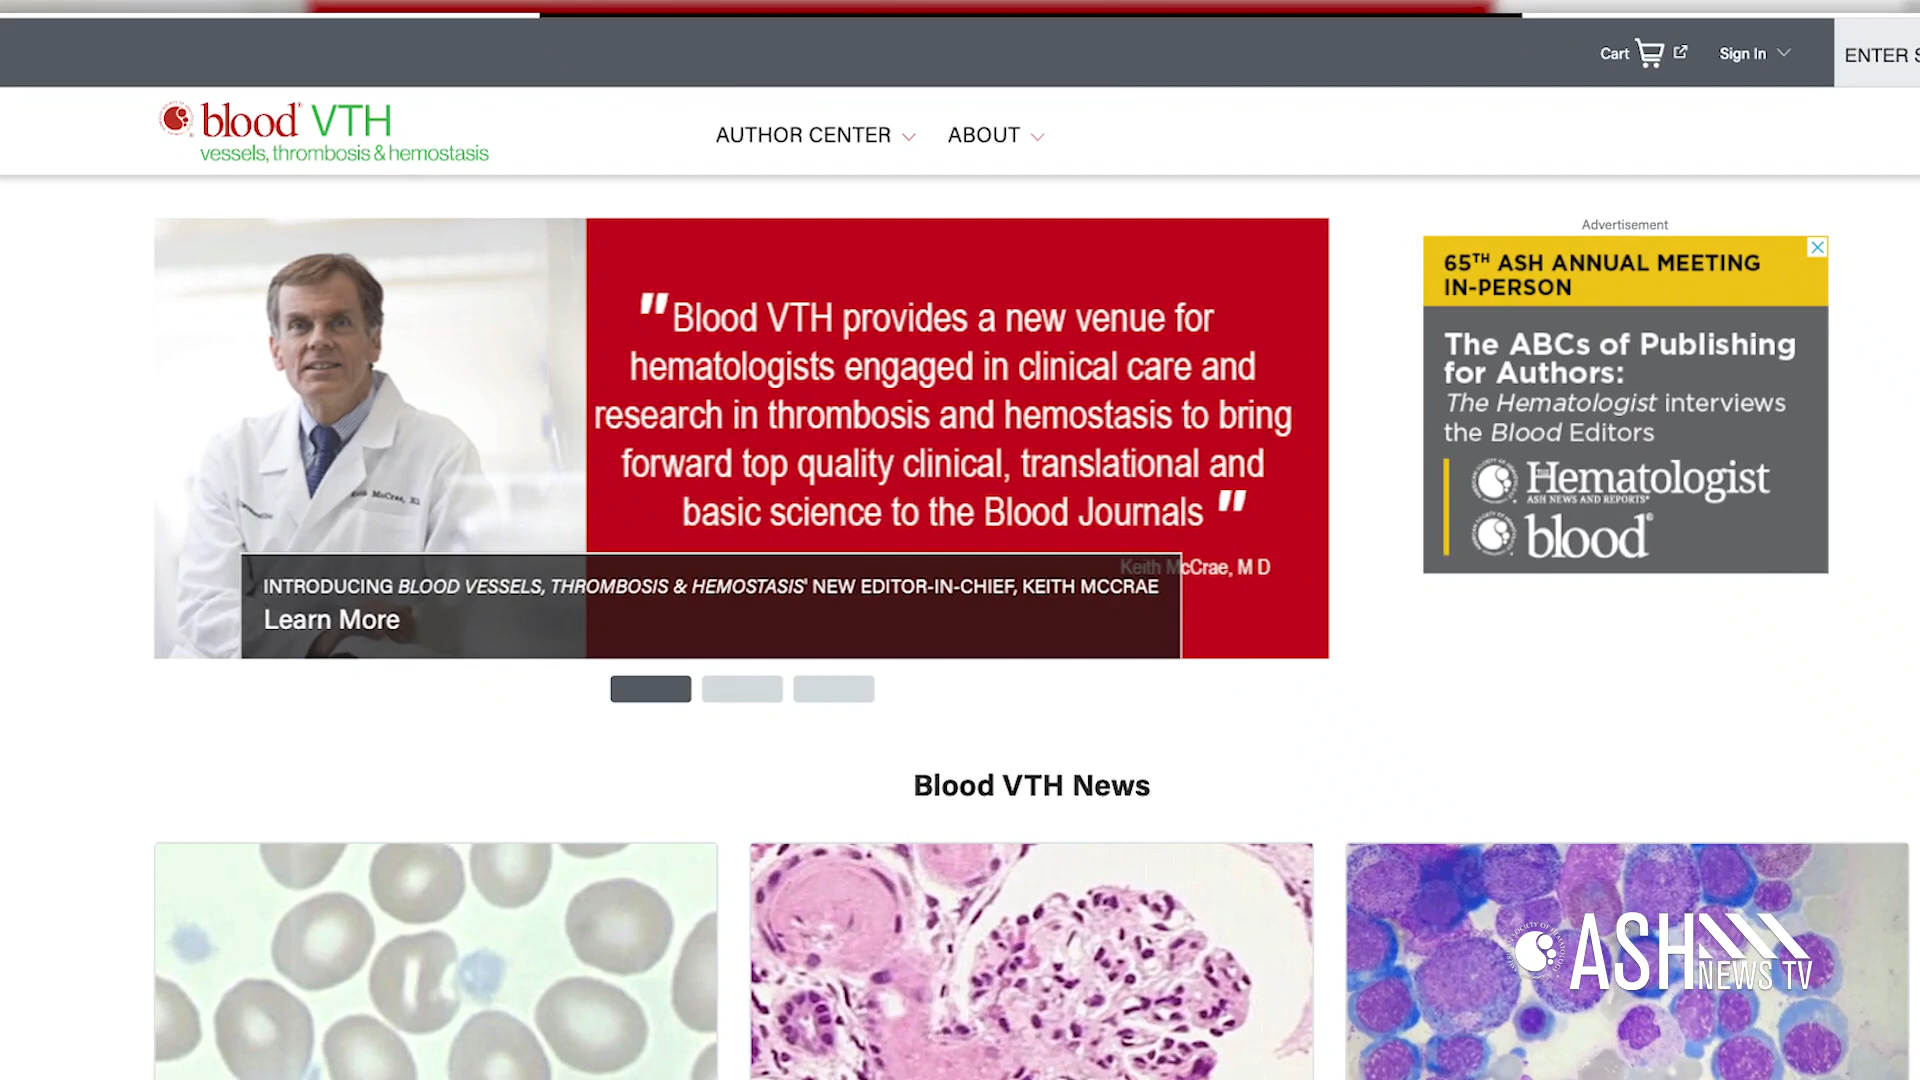 Cart
Sign In
ENTER S
blood® VTH
vessels, thrombosis & hemostasis
AUTHOR CENTER
ABOUT
"Blood VTH provides a new venue for
hematologists engaged in clinical care and
research in thrombosis and hemostasis to bring
forward top quality clinical, translational and
basic science to the Blood Journals "
Keith McCrae, M D
Keith McCrae,
INTRODUCING BLOOD VESSELS, THROMBOSIS & HEMOSTASIS' NEW EDITOR-IN-CHIEF, KEITH MCCRAE
Learn More
Advertisement
65TH ASH ANNUAL MEETING
IN-PERSON
The ABCs of Publishing
for Authors:
The Hematologist interviews
the Blood Editors
THE Hematologist
ASH NEWS AND REPORTS®
blood®
Blood VTH News
ASH
NEWS TV